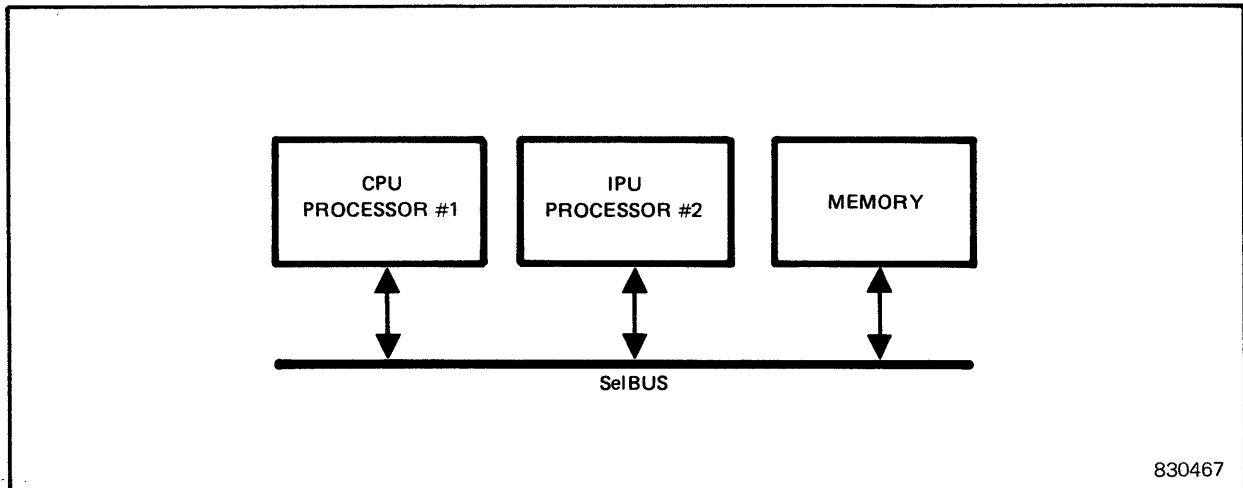 CPU
PROCESSOR #1
IPU
PROCESSOR #2
MEMORY
SelBUS
830467